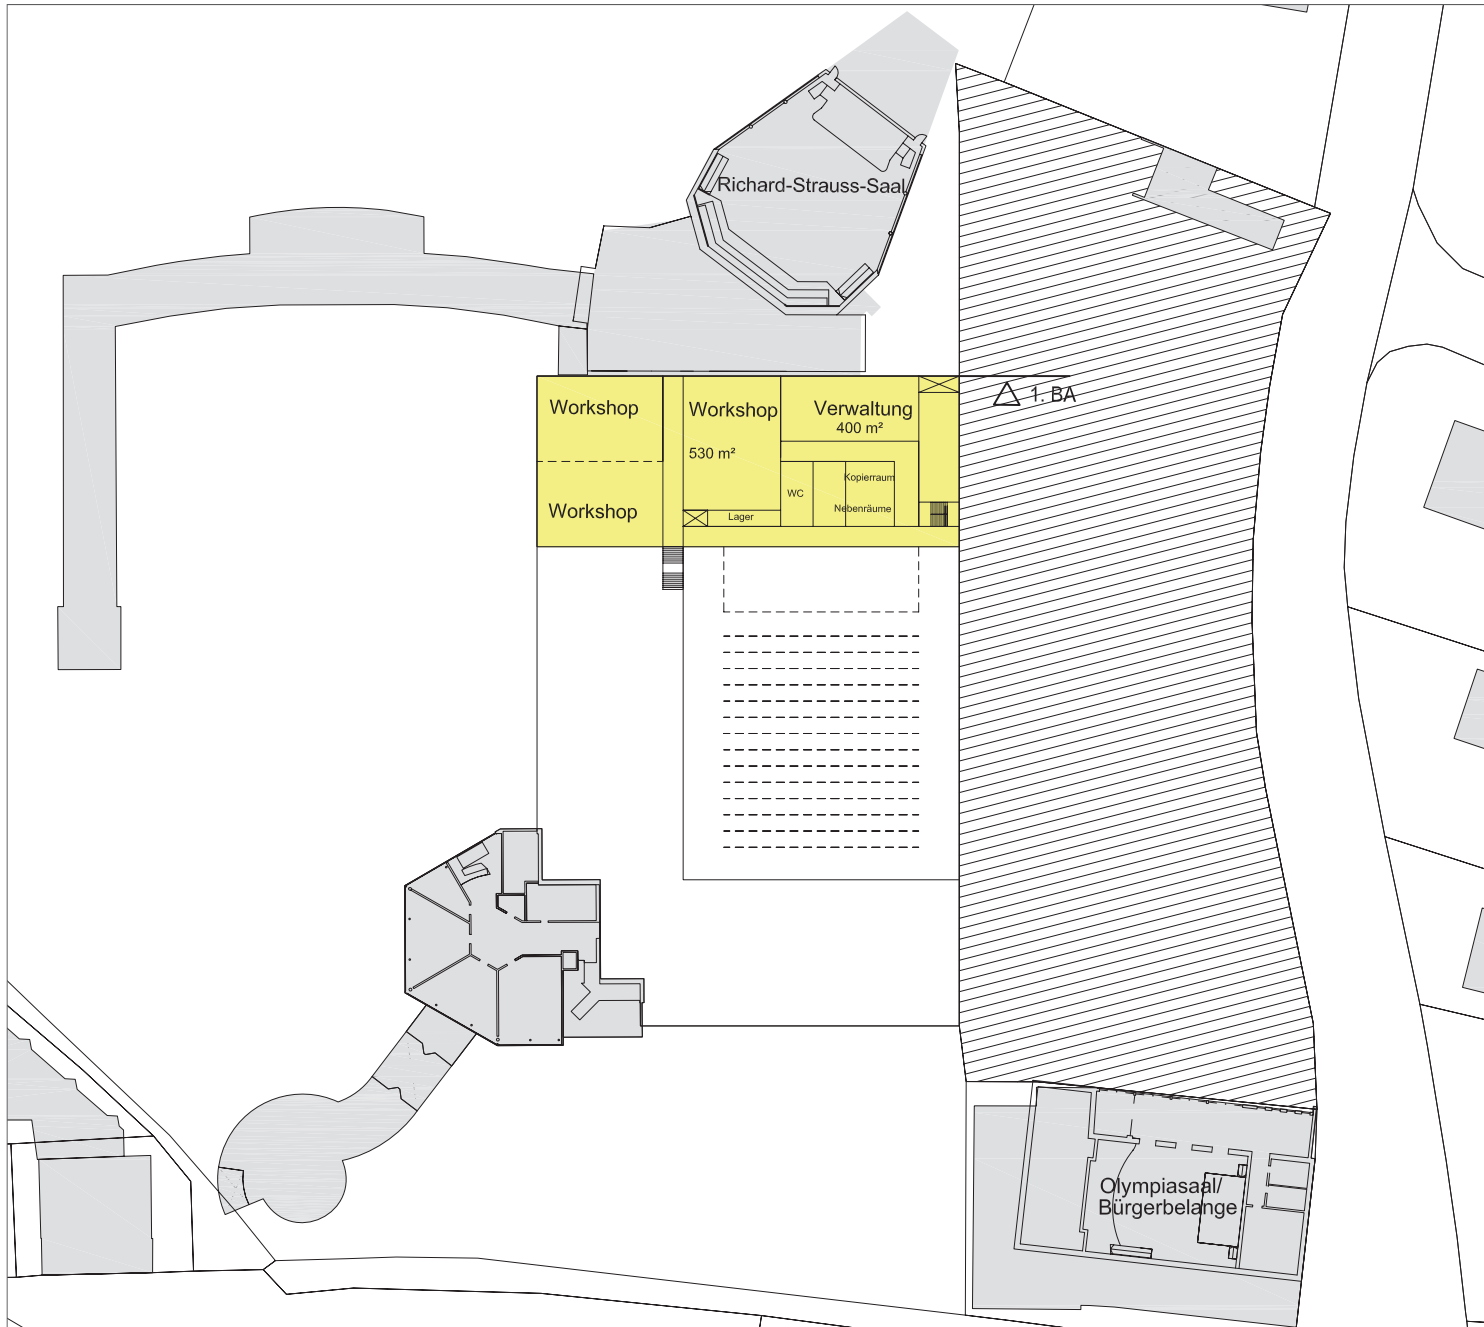 Richard-Strauss-Saal
1. BA
Workshop
Workshop
Verwaltung
400 m²
530 m²
Kopierraum
WC
Workshop
Nebenräume
Lager
Olympiasaal/
Bürgerbelange